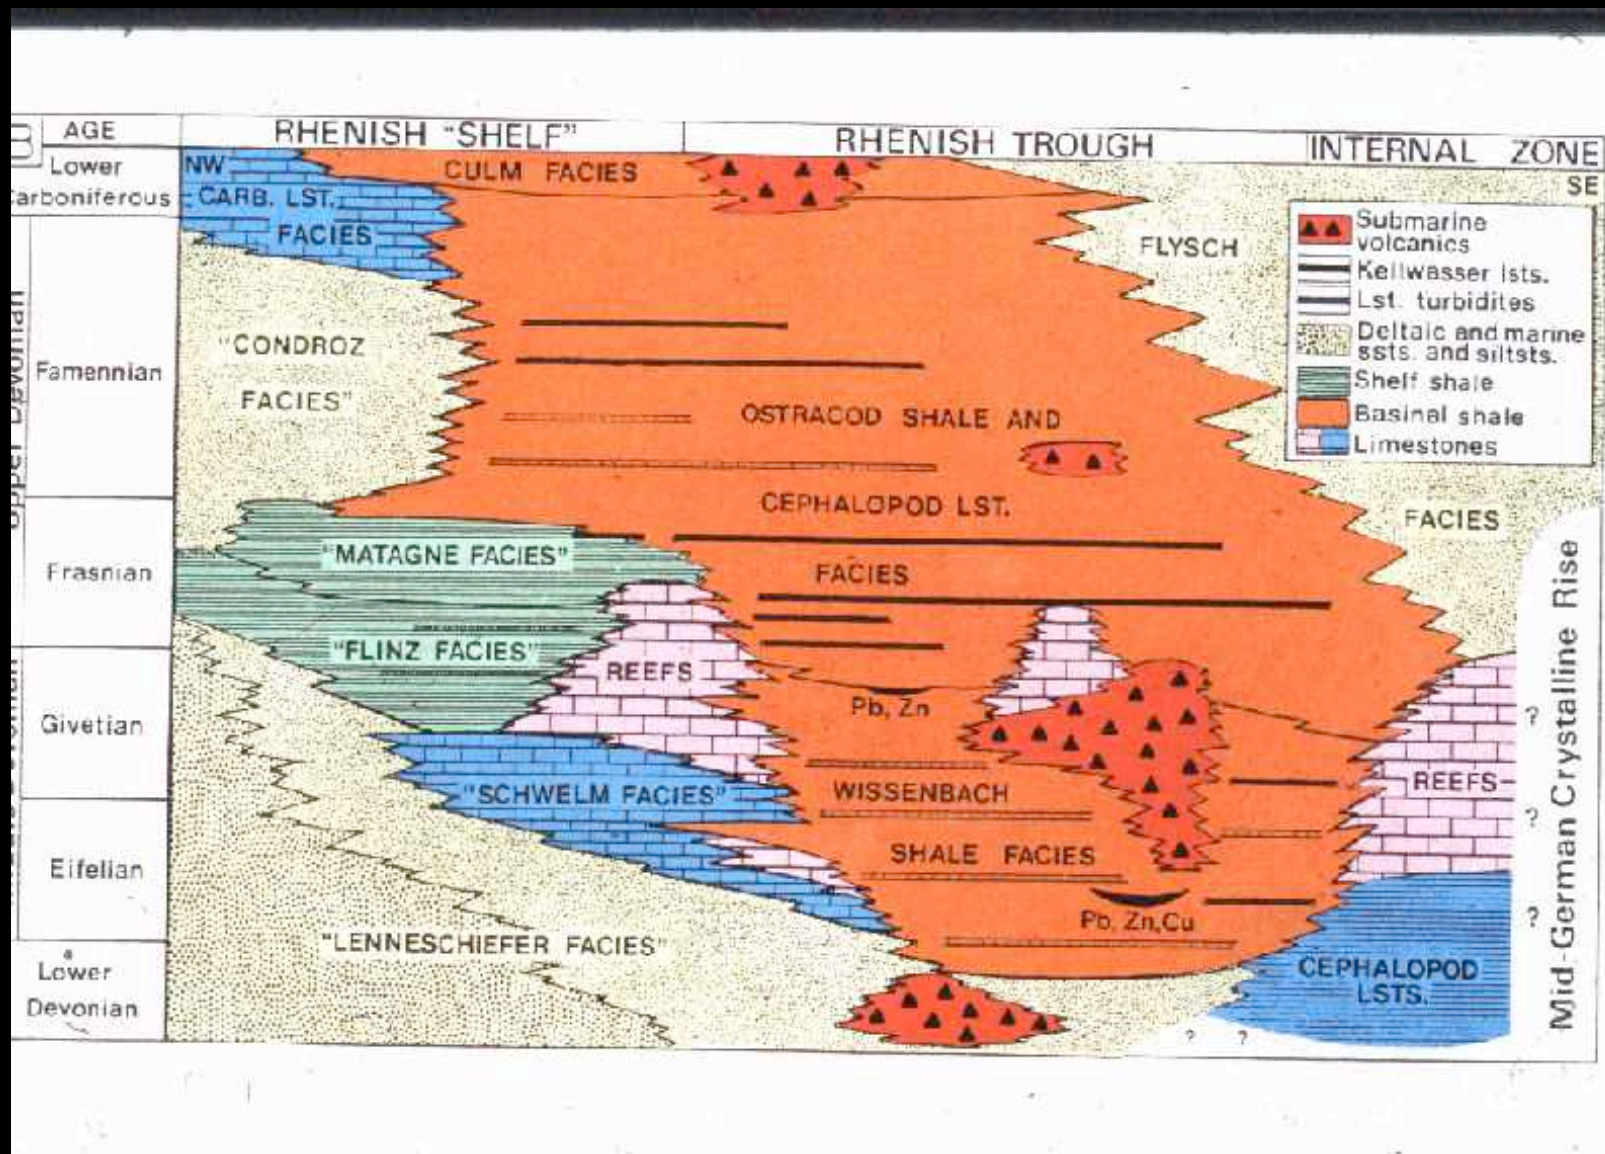 B
AGE
RHENISH "SHELF"
RHENISH TROUGH
INTERNAL ZONE
Lower
Carboniferous
Upper Devonian
Famennian
Frasnian
Givetian
Eifelian
Lower
Devonian
NW
SE
CARB. LST.
FACIES
CULM FACIES
FLYSCH
FACIES
"CONDROZ
FACIES"
OSTRACOD SHALE AND
CEPHALOPOD LST.
FACIES
"MATAGNE FACIES"
"FLINZ FACIES"
REEFS
Pb, Zn
"SCHWELM FACIES"
WISSENBACH
SHALE FACIES
Pb, Zn, Cu
"LENNESCHIEFER FACIES"
REEFS
CEPHALOPOD
LSTS.
?
?
?
?
?
Mid-German Crystalline Rise
Submarine
volcanics
Kellwasser lsts.
Lst. turbidites
Deltaic and marine
ssts. and siltsts.
Shelf shale
Basinal shale
Limestones